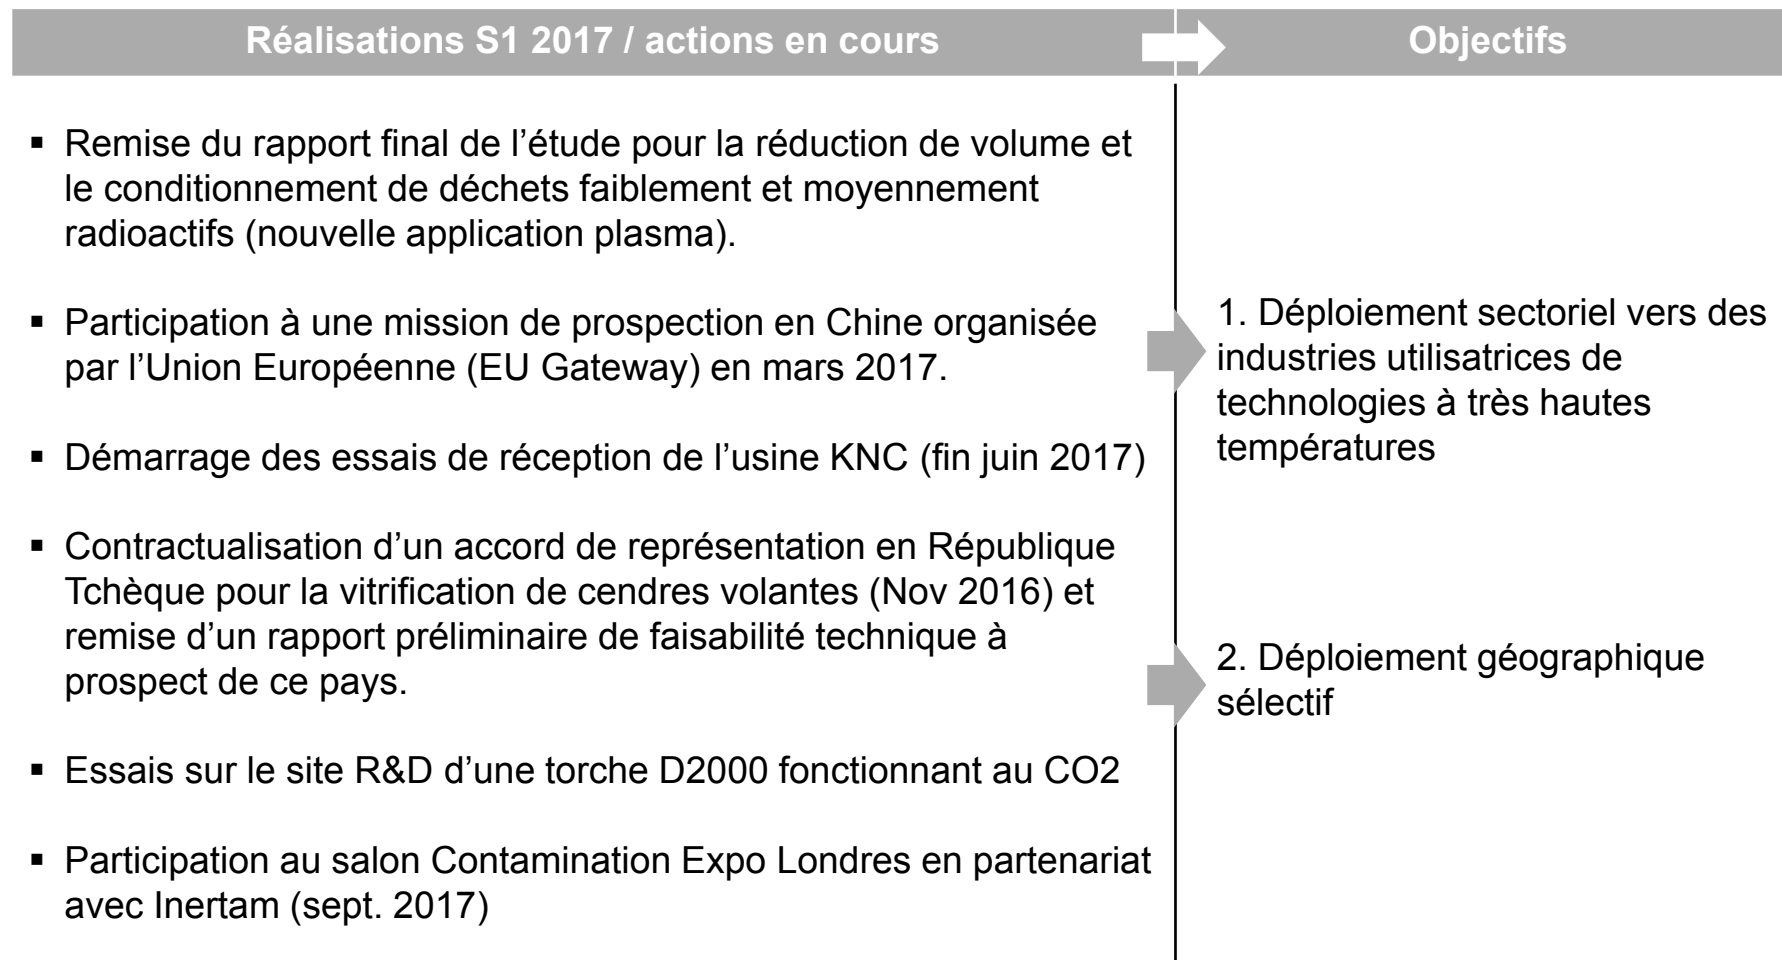 Réalisations S1 2017 / actions en cours
Objectifs
▪ Remise du rapport final de l’étude pour la réduction de volume et
le conditionnement de déchets faiblement et moyennement
radioactifs (nouvelle application plasma).
▪ Participation à une mission de prospection en Chine organisée
par l’Union Européenne (EU Gateway) en mars 2017.
▪ Démarrage des essais de réception de l’usine KNC (fin juin 2017)
▪ Contractualisation d’un accord de représentation en République
Tchèque pour la vitrification de cendres volantes (Nov 2016) et
remise d’un rapport préliminaire de faisabilité technique à
prospect de ce pays.
▪ Essais sur le site R&D d’une torche D2000 fonctionnant au CO2
▪ Participation au salon Contamination Expo Londres en partenariat
avec Inertam (sept. 2017)
1. Déploiement sectoriel vers des
industries utilisatrices de
technologies à très hautes
températures
2. Déploiement géographique
sélectif